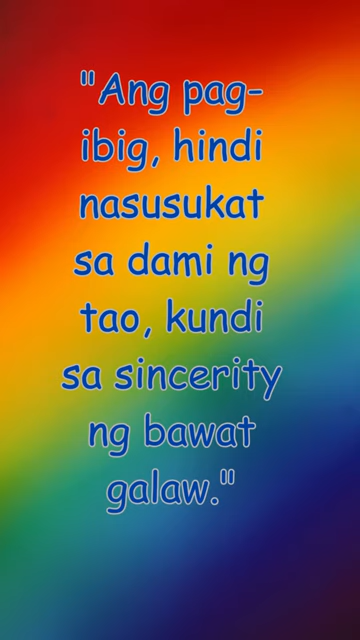 "Ang pag-
ibig, hindi
nasusukat
sa dami ng
tao, kundi
sa sincerity
ng bawat
galaw."